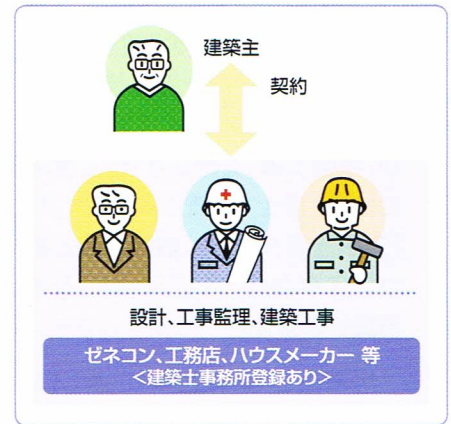 建築主
契約
設計、工事監理、建築工事
ゼネコン、工務店、ハウスメーカー 等
＜建築士事務所登録あり＞